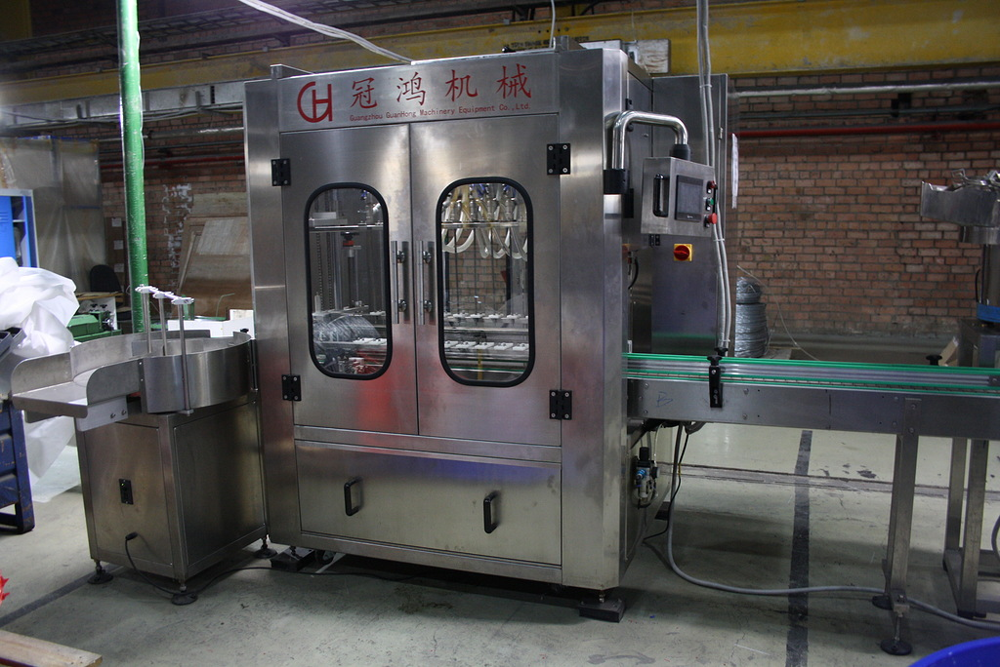 GH 冠鸿机械
Guangzhou GuanHong Machinery Equipment Co.,Ltd.